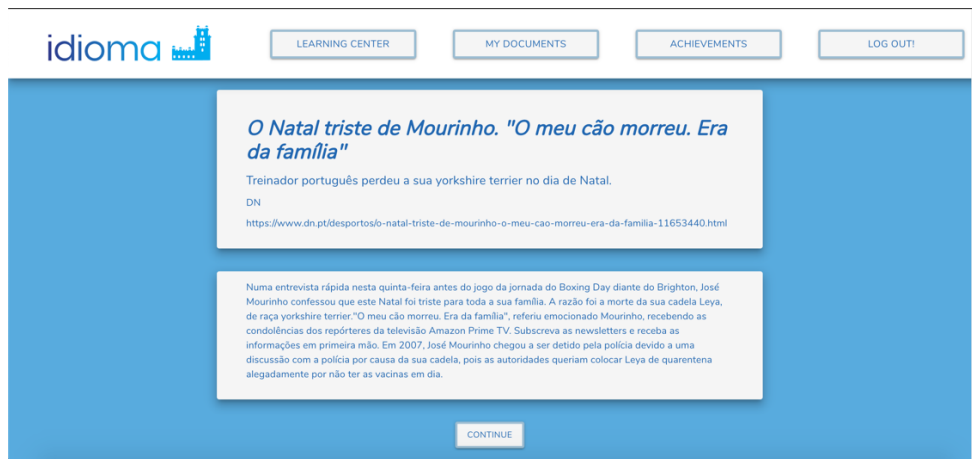 idioma
LEARNING CENTER
MY DOCUMENTS
ACHIEVEMENTS
LOG OUT!
O Natal triste de Mourinho. "O meu cão morreu. Era
da família"
Treinador português perdeu a sua yorkshire terrier no dia de Natal.
DN
https://www.dn.pt/desportos/o-natal-triste-de-mourinho-o-meu-cao-morreu-era-da-familia-11653440.html
Numa entrevista rápida nesta quinta-feira antes do jogo da jornada do Boxing Day diante do Brighton, José
Mourinho confessou que este Natal foi triste para toda a sua família. A razão foi a morte da sua cadela Leya,
de raça yorkshire terrier."O meu cão morreu. Era da família", referiu emocionado Mourinho, recebendo as
condolências dos repórteres da televisão Amazon Prime TV. Subscreva as newsletters e receba as
informações em primeira mão. Em 2007, José Mourinho chegou a ser detido pela polícia devido a uma
discussão com a polícia por causa da sua cadela, pois as autoridades queriam colocar Leya de quarentena
alegadamente por não ter as vacinas em dia.
CONTINUE